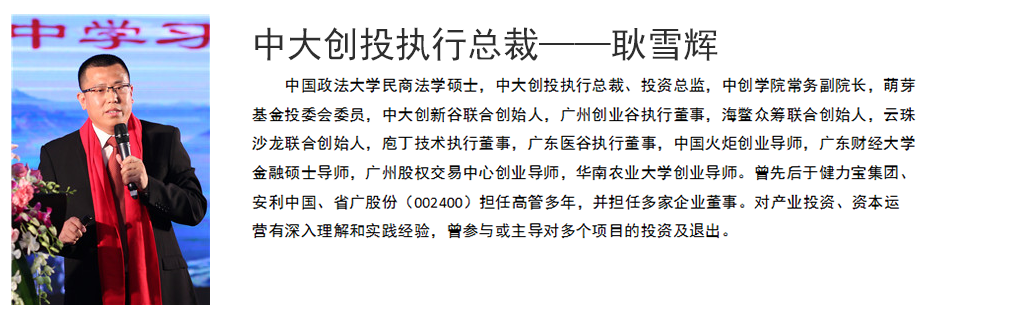 中学习
中大创投执行总裁——耿雪辉
中国政法大学民商法学硕士，中大创投执行总裁、投资总监，中创学院常务副院长，萌芽
基金投委会委员，中大创新谷联合创始人，广州创业谷执行董事，海鳖众筹联合创始人，云珠
沙龙联合创始人，庖丁技术执行董事，广东医谷执行董事，中国火炬创业导师，广东财经大学
金融硕士导师，广州股权交易中心创业导师，华南农业大学创业导师。曾先后于健力宝集团、
安利中国、省广股份（002400）担任高管多年，并担任多家企业董事。对产业投资、资本运
营有深入理解和实践经验，曾参与或主导对多个项目的投资及退出。